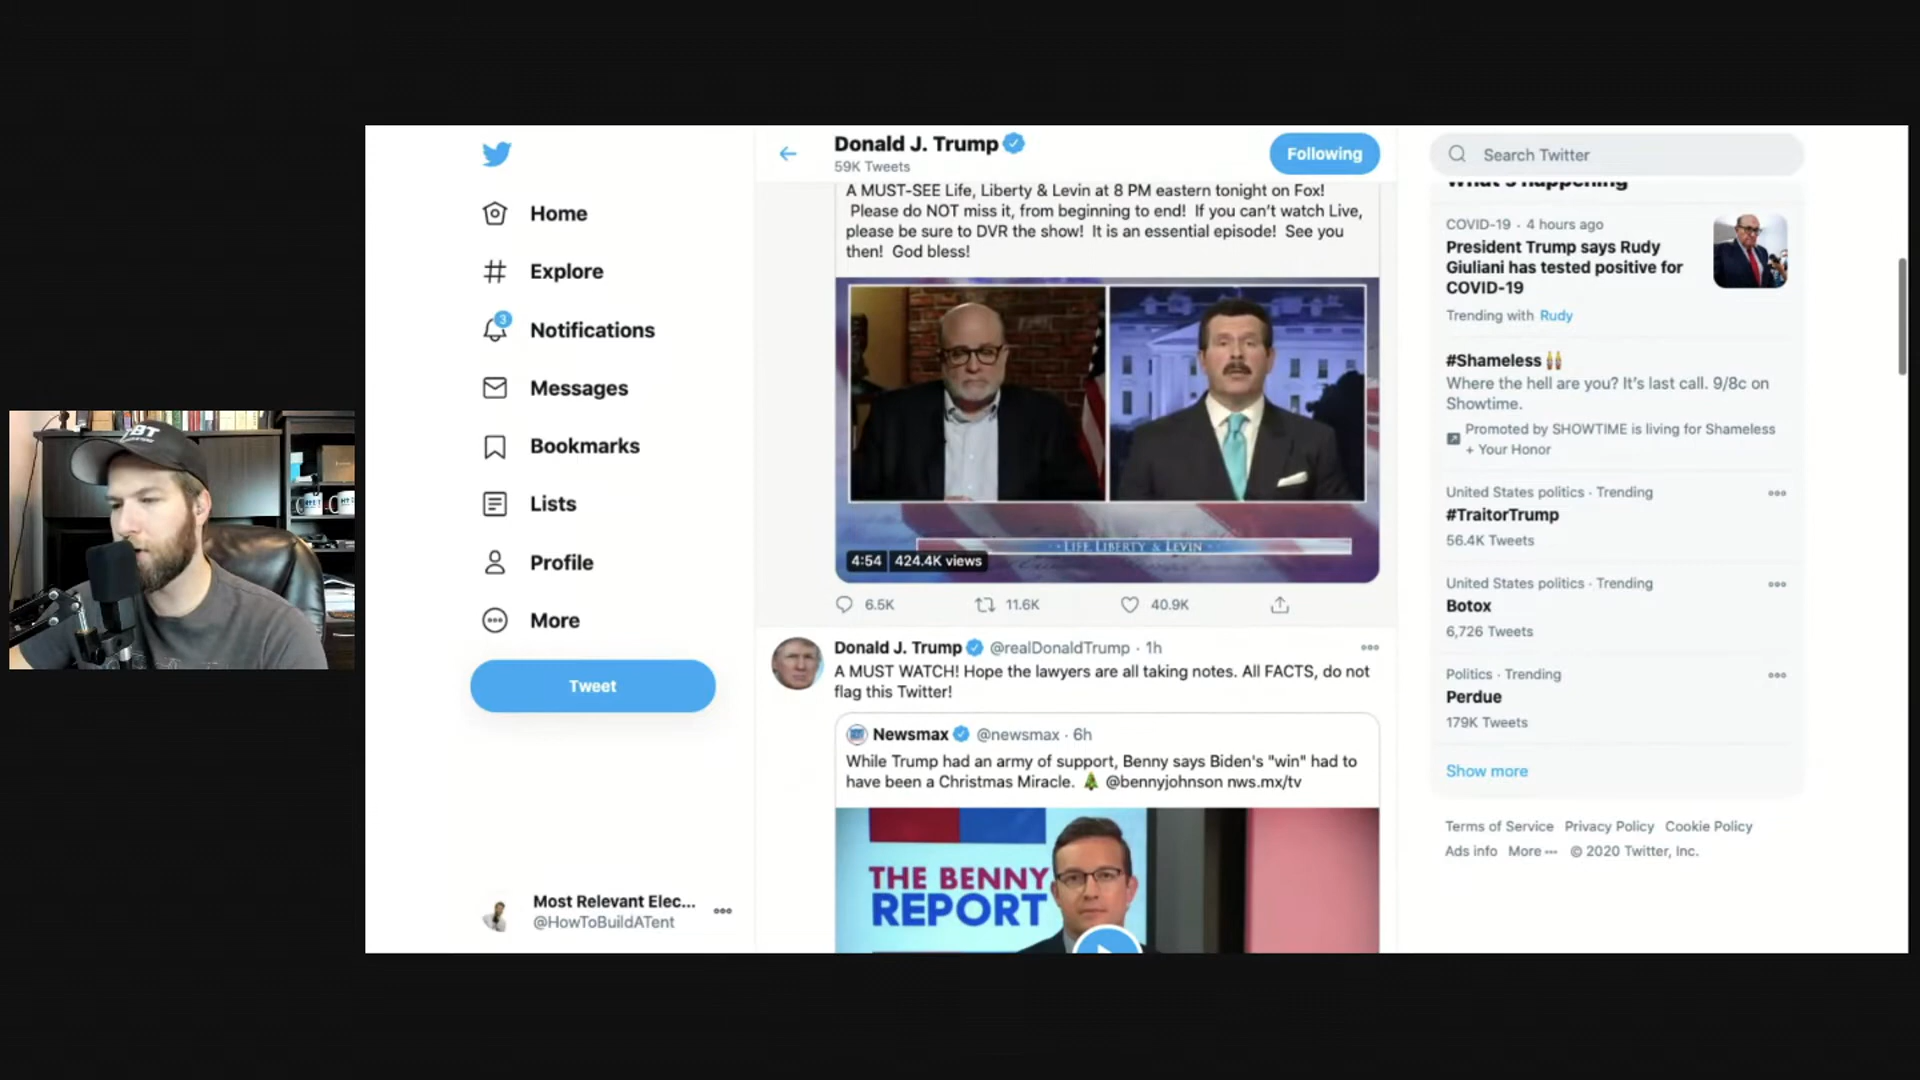 Home
Explore
3
Notifications
Messages
Bookmarks
Lists
Profile
More
Tweet
Most Relevant Elec...
@HowToBuildATent
Donald J. Trump
59K Tweets
Following
A MUST-SEE Life, Liberty & Levin at 8 PM eastern tonight on Fox!
Please do NOT miss it, from beginning to end! If you can't watch Live,
please be sure to DVR the show! It is an essential episode! See you
then! God bless!
LIFE LIBERTY & LEVIN
4:54 424.4K views
6.5K 11.6K 40.9K
Donald J. Trump @realDonaldTrump · 1h
A MUST WATCH! Hope the lawyers are all taking notes. All FACTS, do not
flag this Twitter!
Newsmax @newsmax · 6h
While Trump had an army of support, Benny says Biden's "win" had to
have been a Christmas Miracle. 🎄 @bennyjohnson nws.mx/tv
THE BENNY
REPORT
Search Twitter
What's happening
COVID-19 · 4 hours ago
President Trump says Rudy
Giuliani has tested positive for
COVID-19
Trending with Rudy
#Shameless
Where the hell are you? It's last call. 9/8c on
Showtime.
Promoted by SHOWTIME is living for Shameless
+ Your Honor
United States politics · Trending
#TraitorTrump
56.4K Tweets
United States politics · Trending
Botox
6,726 Tweets
Politics · Trending
Perdue
179K Tweets
Show more
Terms of Service Privacy Policy Cookie Policy
Ads info More ··· © 2020 Twitter, Inc.